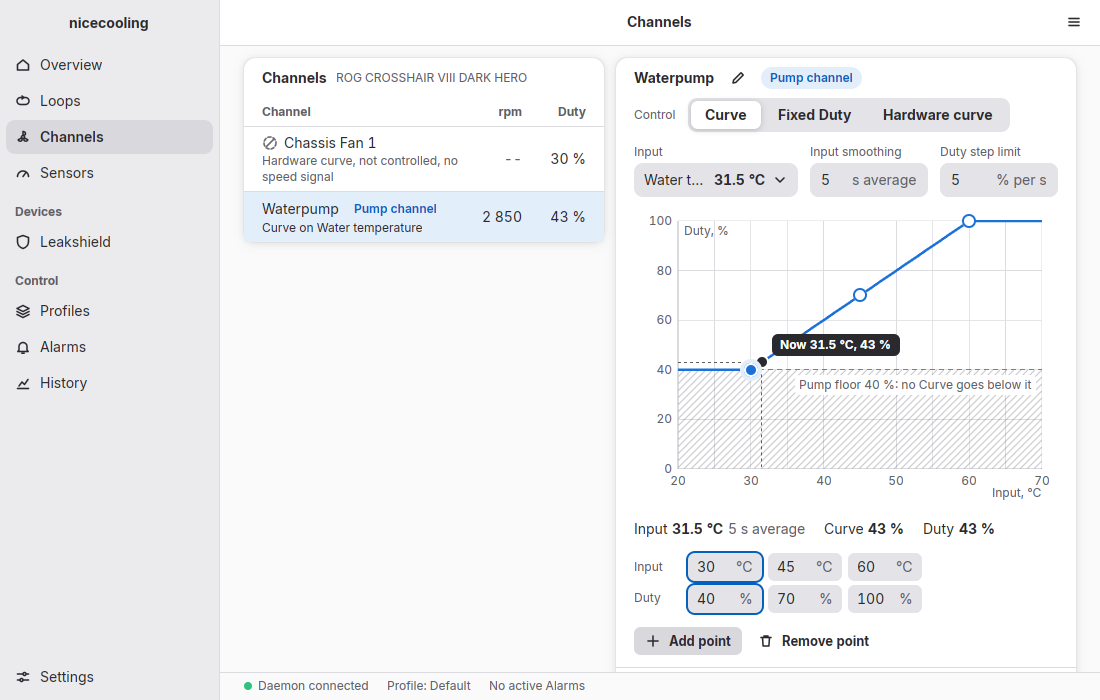 nicecooling
Overview
Loops
Channels
Sensors
Devices
Leakshield
Control
Profiles
Alarms
History
Settings
Channels
Channels ROG CROSSHAIR VIII DARK HERO
Channel rpm Duty
Chassis Fan 1
Hardware curve, not controlled, no
speed signal
-- 30 %
Waterpump Pump channel
Curve on Water temperature
2 850 43 %
Waterpump Pump channel
Control Curve Fixed Duty Hardware curve
Input Input smoothing Duty step limit
Water t... 31.5 °C 5 s average 5 % per s
100
Duty, %
80
60
Now 31.5 °C, 43 %
40
Pump floor 40 %: no Curve goes below it
20
0
20 30 40 50 60 70
Input, °C
Input 31.5 °C 5 s average Curve 43 % Duty 43 %
Input 30 °C 45 °C 60 °C
Duty 40 % 70 % 100 %
Add point Remove point
Daemon connected Profile: Default No active Alarms